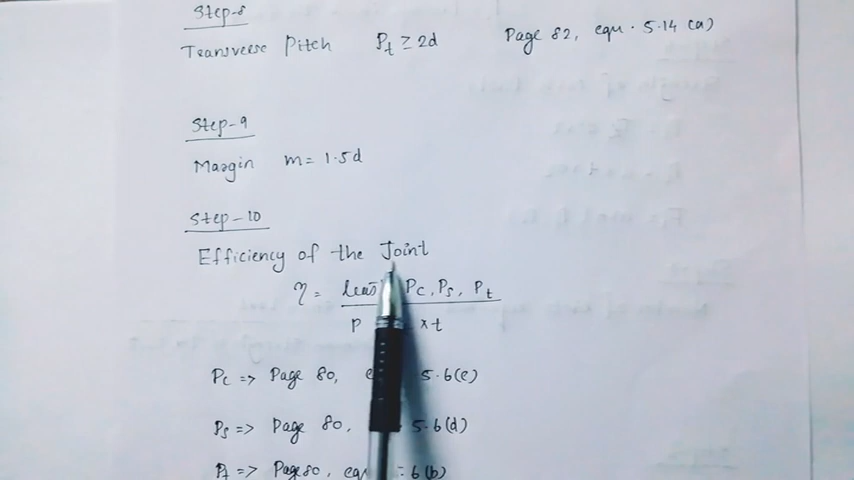 Step-8
Transverse Pitch Pt ≥ 2d Page 82, equ. 5.14 (a)
Step-9
Margin m = 1.5d
Step-10
Efficiency of the Joint
η = Pc, Ps, Pt
P xt
Pc => Page 80, 5.6(e)
Ps => Page 80, 5.6(d)
Pt => Page 80, 6(b)